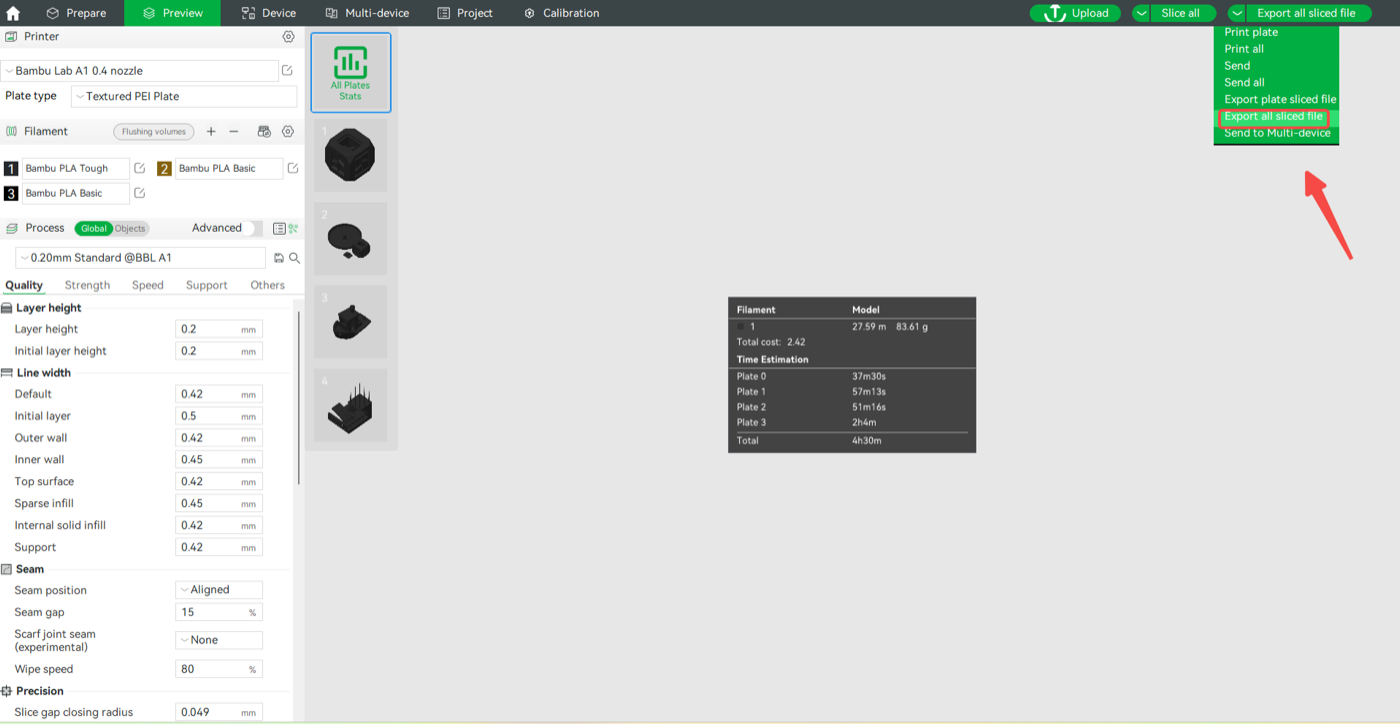 Prepare
Preview
Device
Multi-device
Project
Calibration
Upload
Slice all
Export all sliced file
Printer
Bambu Lab A1 0.4 nozzle
Plate type
Textured PEI Plate
Filament
Flushing volumes
1 Bambu PLA Tough
2 Bambu PLA Basic
3 Bambu PLA Basic
Process
Global
Objects
Advanced
0.20mm Standard @BBL A1
Quality
Strength
Speed
Support
Others
Layer height
Layer height 0.2 mm
Initial layer height 0.2 mm
Line width
Default 0.42 mm
Initial layer 0.5 mm
Outer wall 0.42 mm
Inner wall 0.45 mm
Top surface 0.42 mm
Sparse infill 0.45 mm
Internal solid infill 0.42 mm
Support 0.42 mm
Seam
Seam position Aligned
Seam gap 15 %
Scarf joint seam
(experimental)
None
Wipe speed 80 %
Precision
Slice gap closing radius 0.049 mm
All Plates
Stats
1
2
3
4
Filament Model
1 27.59 m 83.61 g
Total cost: 2.42
Time Estimation
Plate 0 37m30s
Plate 1 57m13s
Plate 2 51m16s
Plate 3 2h4m
Total 4h30m
Print plate
Print all
Send
Send all
Export plate sliced file
Export all sliced file
Send to Multi-device